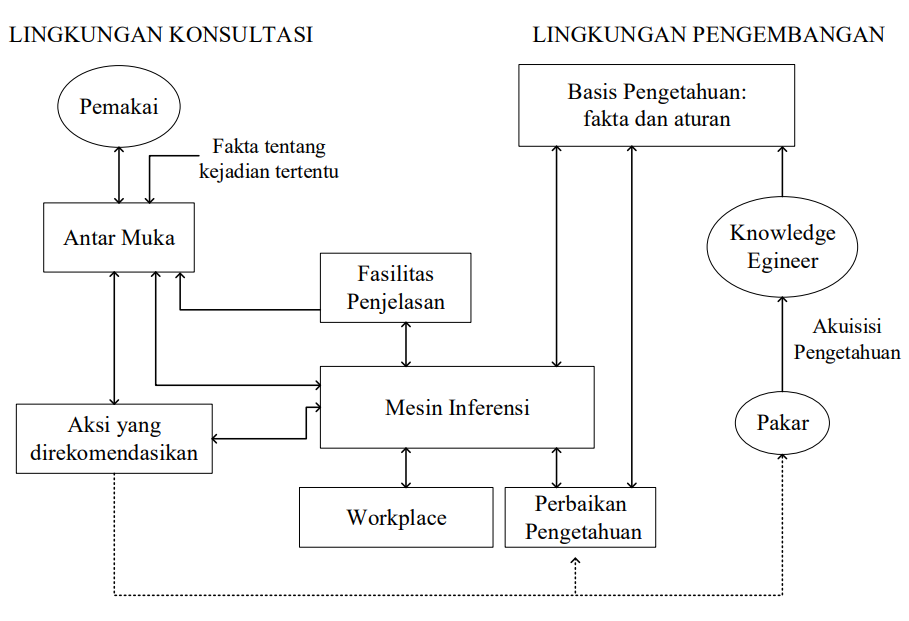 LINGKUNGAN KONSULTASI
LINGKUNGAN PENGEMBANGAN
Pemakai
Fakta tentang
kejadian tertentu
Antar Muka
Fasilitas
Penjelasan
Basis Pengetahuan:
fakta dan aturan
Knowledge
Egineer
Akuisisi
Pengetahuan
Pakar
Mesin Inferensi
Aksi yang
direkomendasikan
Workplace
Perbaikan
Pengetahuan